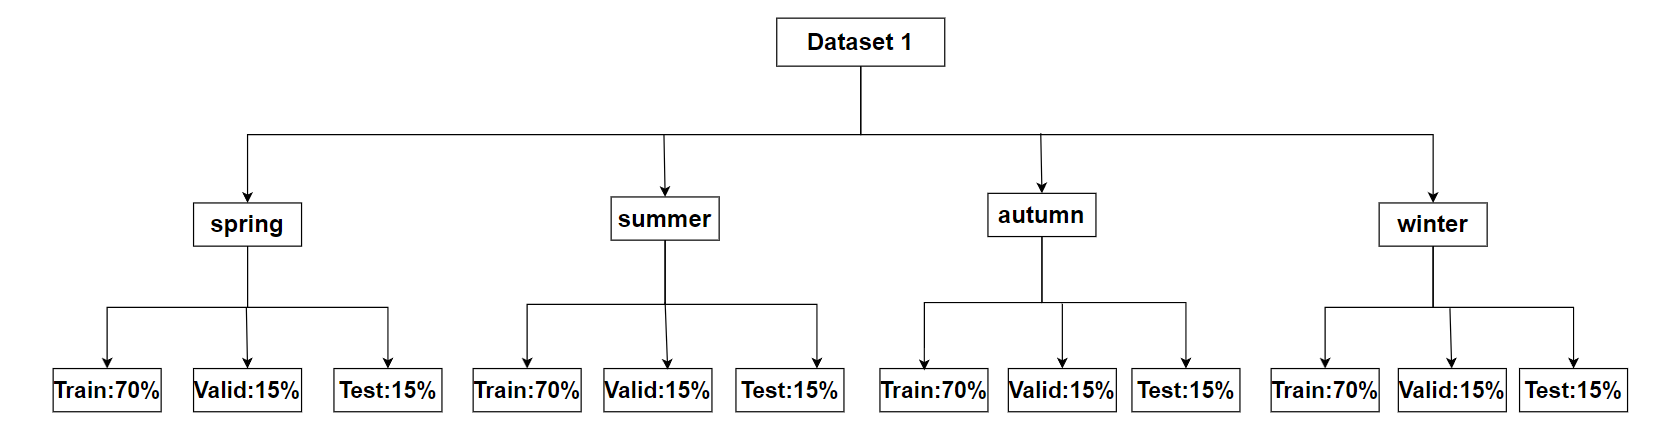 Dataset 1
spring
summer
autumn
winter
Train:70%
Valid:15%
Test:15%
Train:70%
Valid:15%
Test:15%
Train:70%
Valid:15%
Test:15%
Train:70%
Valid:15%
Test:15%